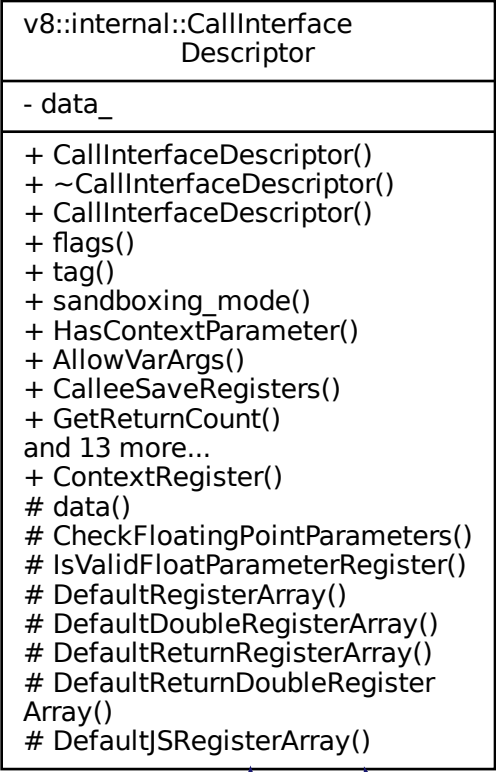 v8::internal::CallInterface
Descriptor
- data_
+ CallInterfaceDescriptor()
+ ~CallInterfaceDescriptor()
+ CallInterfaceDescriptor()
+ flags()
+ tag()
+ sandboxing_mode()
+ HasContextParameter()
+ AllowVarArgs()
+ CalleeSaveRegisters()
+ GetReturnCount()
and 13 more...
+ ContextRegister()
# data()
# CheckFloatingPointParameters()
# IsValidFloatParameterRegister()
# DefaultRegisterArray()
# DefaultDoubleRegisterArray()
# DefaultReturnRegisterArray()
# DefaultReturnDoubleRegister
Array()
# DefaultJSRegisterArray()